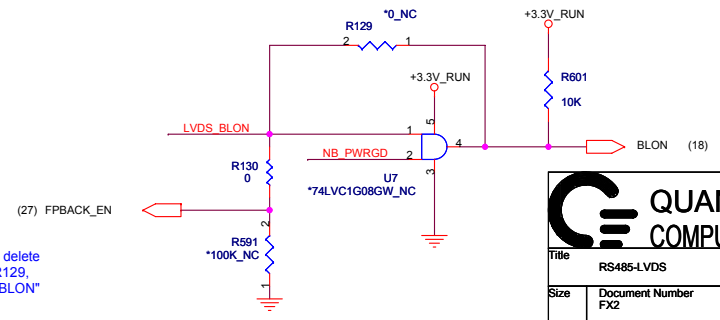 *0_NC
R129
2 1
+3.3V_RUN
+3.3V_RUN
R601
10K
LVDS_BLON
1
5
4
2
3
NB_PWRGD
U7
*74LVC1G08GW_NC
BLON (18)
R130
0
(27) FPBACK_EN
2
R591
*100K_NC
1
delete
R129,
BLON"
QUAN
COMPU
Title
RS485-LVDS
Size
Document Number
FX2